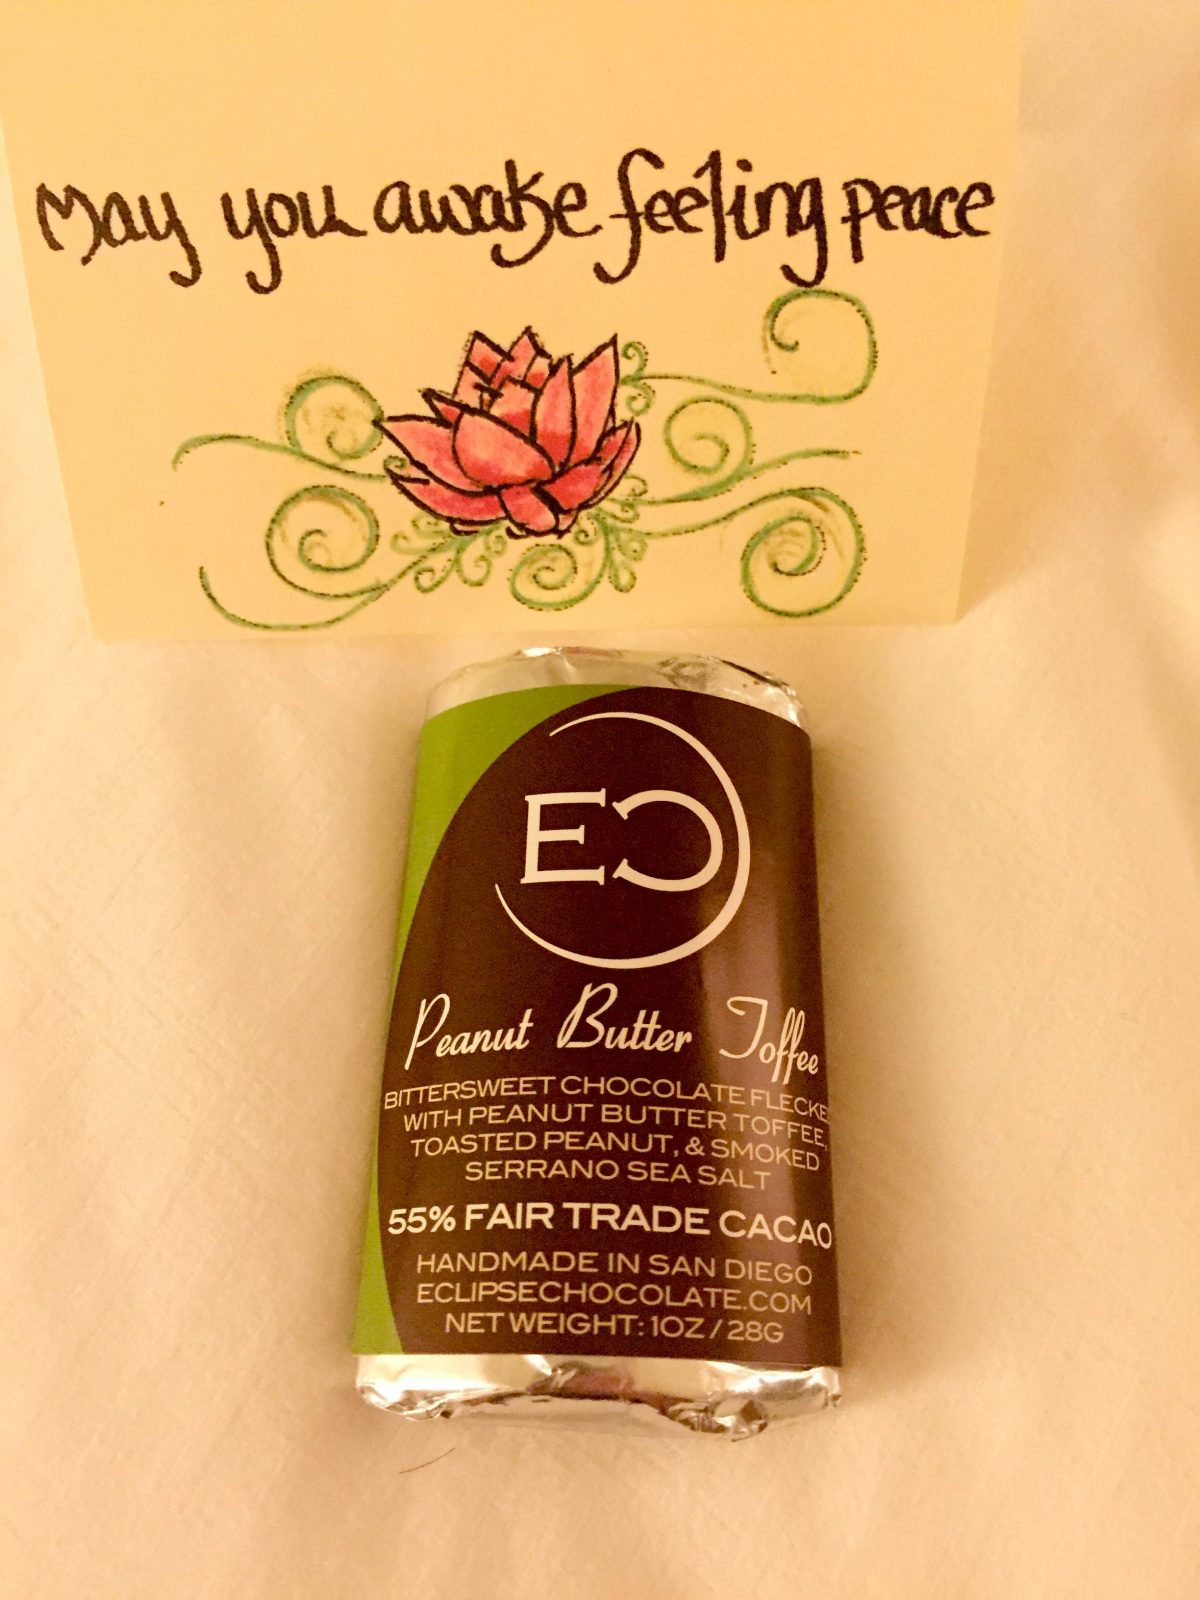 May you awake feeling peace
EC
Peanut Butter Toffee
BITTERSWEET CHOCOLATE FLECKE
WITH PEANUT BUTTER TOFFEE,
TOASTED PEANUT, & SMOKED
SERRANO SEA SALT
55% FAIR TRADE CACAO
HANDMADE IN SAN DIEGO
ECLIPSECHOCOLATE.COM
NET WEIGHT: 1OZ / 28G